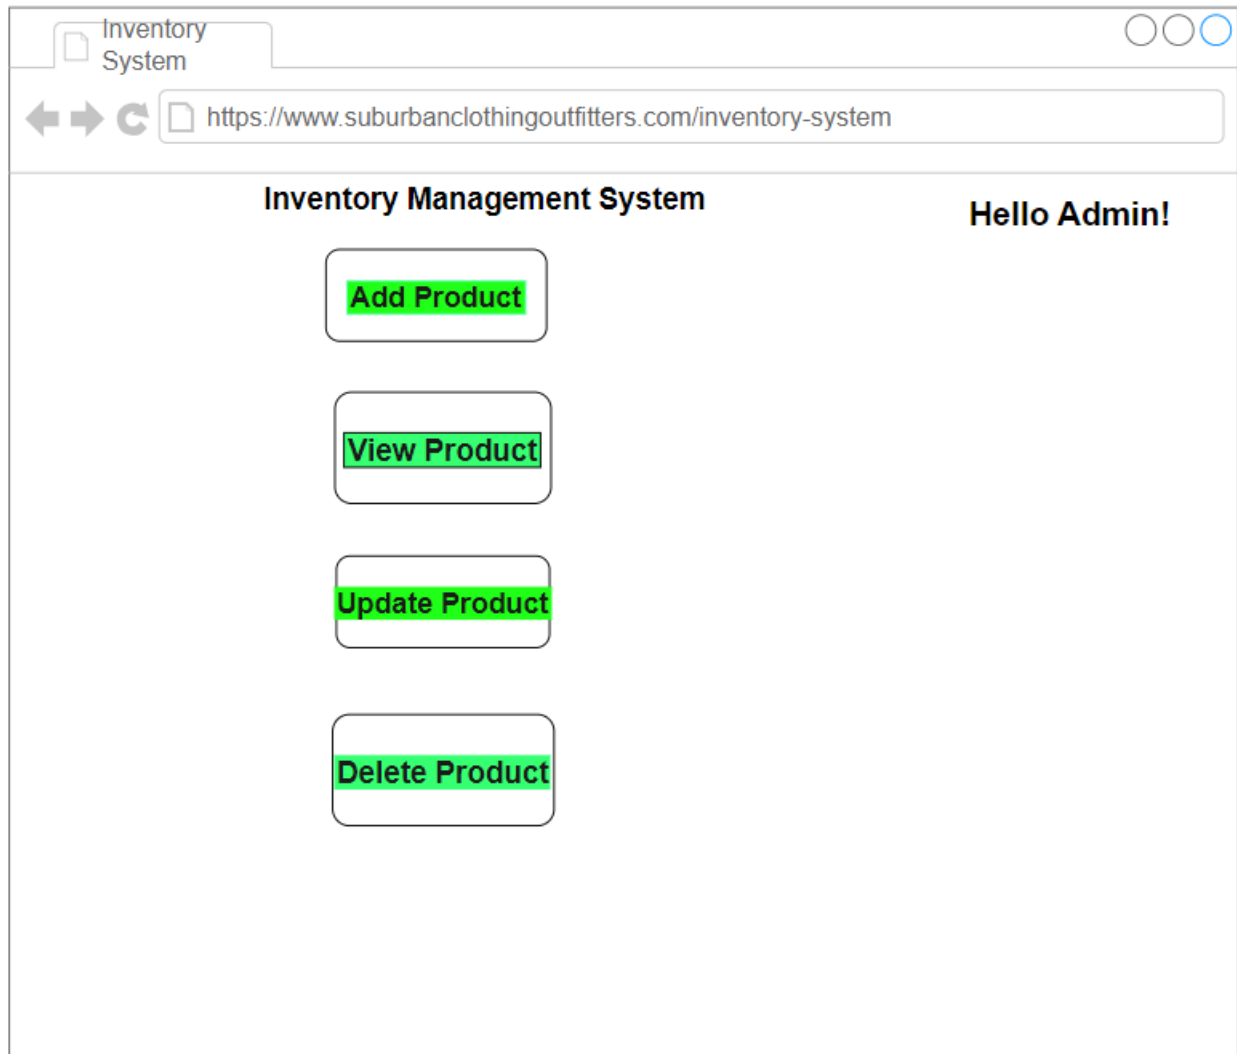 Inventory
System
https://www.suburbanclothingoutfitters.com/inventory-system
Inventory Management System
Hello Admin!
Add Product
View Product
Update Product
Delete Product